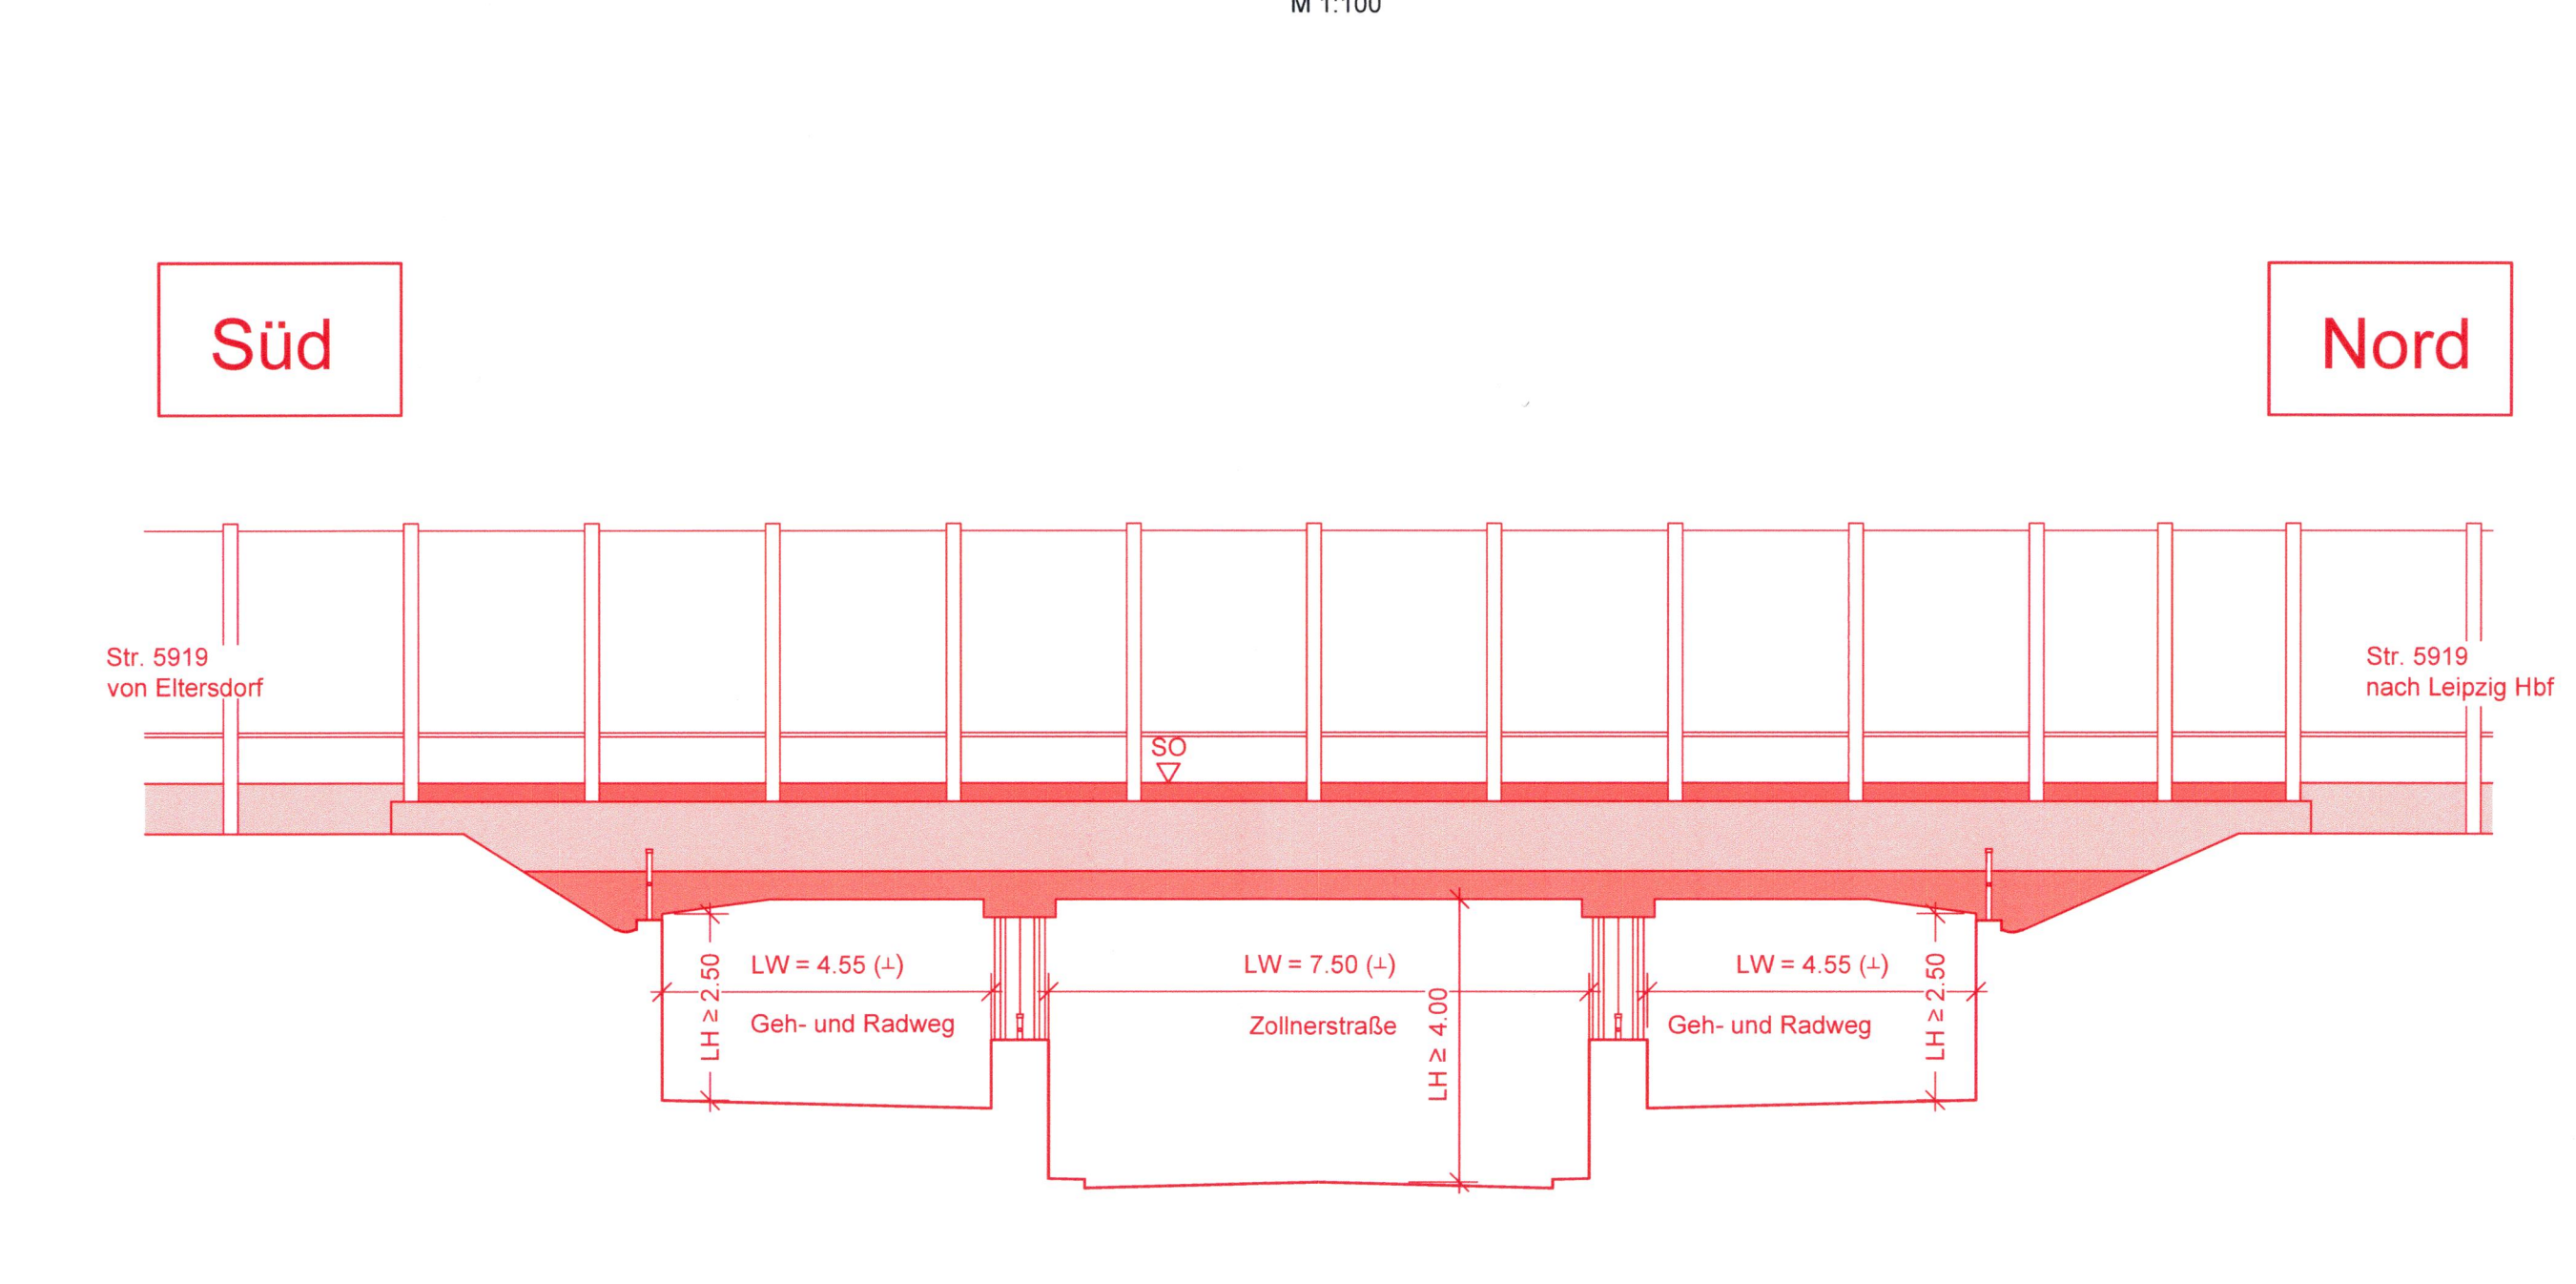 M 1:100
Süd
Nord
Str. 5919
von Eltersdorf
Str. 5919
nach Leipzig Hbf
SO
LH ≥ 2.50
LW = 4.55 (⊥)
Geh- und Radweg
LW = 7.50 (⊥)
Zollnerstraße
LH ≥ 4.00
LW = 4.55 (⊥)
Geh- und Radweg
LH ≥ 2.50